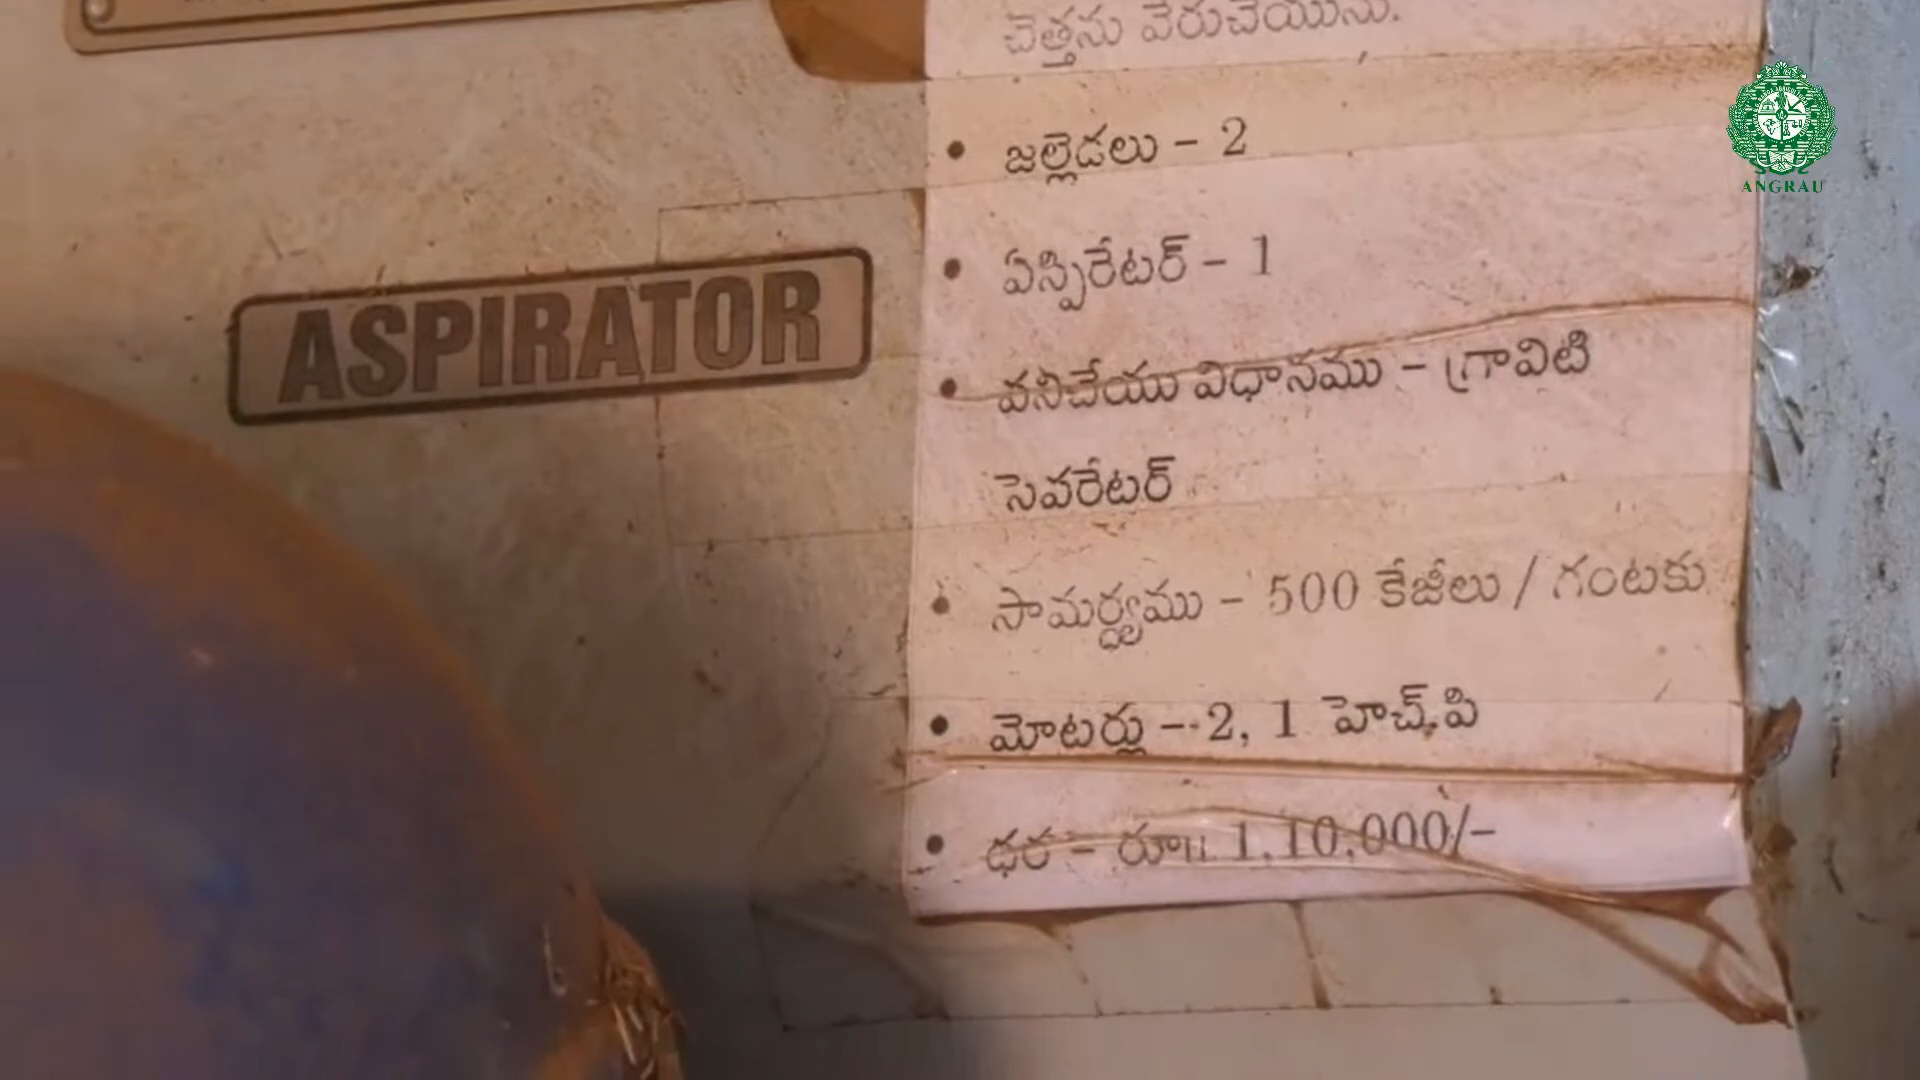 చెత్తను వేరుచేయును.
• జల్లెడలు - 2
ANGRAU
ASPIRATOR
• ఏస్పిరేటర్ - 1
• పనిచేయు విధానము - గ్రావిటి
సెపరేటర్
• సామర్ధ్యము - 500 కేజీలు / గంటకు
• మోటర్లు -- 2, 1 హెచ్.పి
• ధర - రూ॥ 1,10,000/-